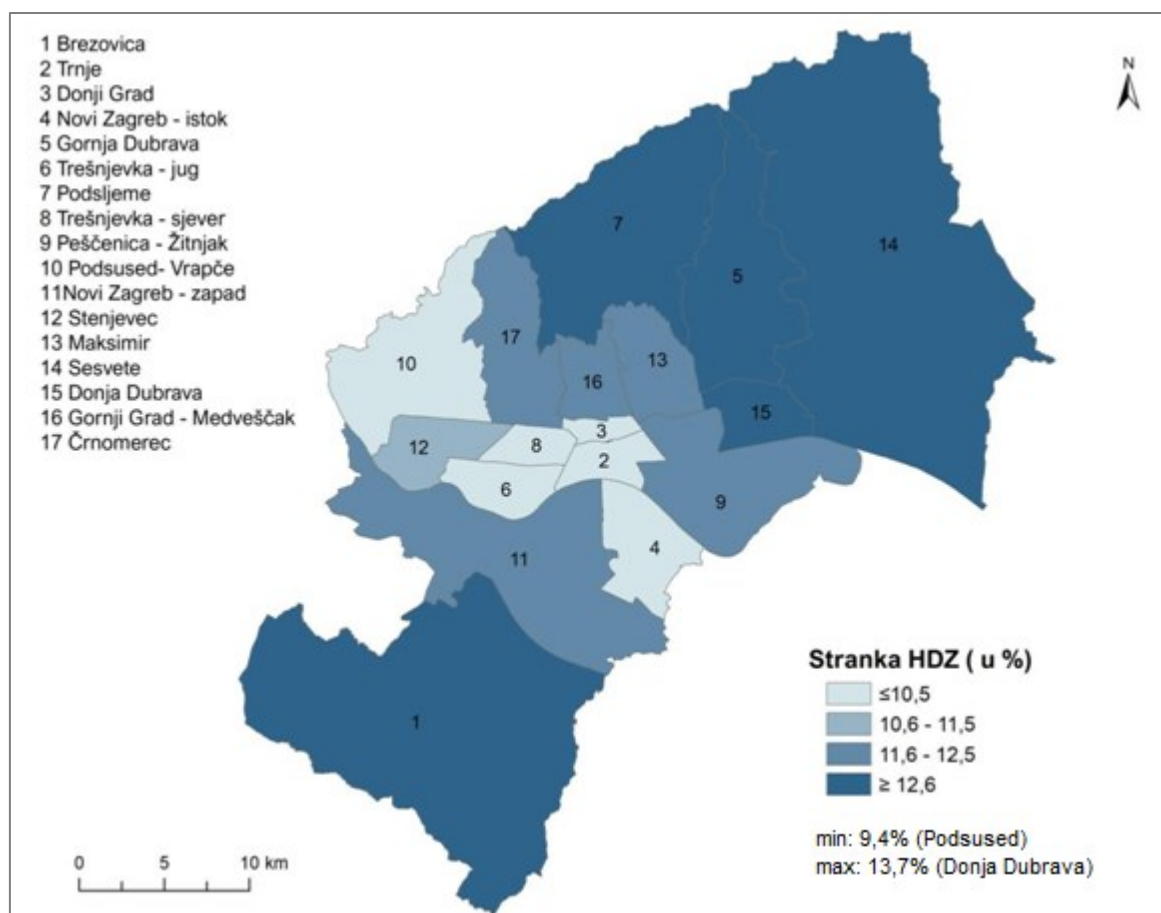 1 Brezovica
2 Trnje
3 Donji Grad
4 Novi Zagreb - istok
5 Gornja Dubrava
6 Trešnjevka - jug
7 Podsljeme
8 Trešnjevka - sjever
9 Peščenica - Žitnjak
10 Podsused- Vrapče
11Novi Zagreb - zapad
12 Stenjevec
13 Maksimir
14 Sesvete
15 Donja Dubrava
16 Gornji Grad - Medveščak
17 Črnomerec
N
7
14
5
17
13
10
16
15
3
12
8
2
6
9
4
11
1
Stranka HDZ ( u %)
≤10,5
10,6 - 11,5
11,6 - 12,5
≥ 12,6
min: 9,4% (Podsused)
max: 13,7% (Donja Dubrava)
0 5 10 km